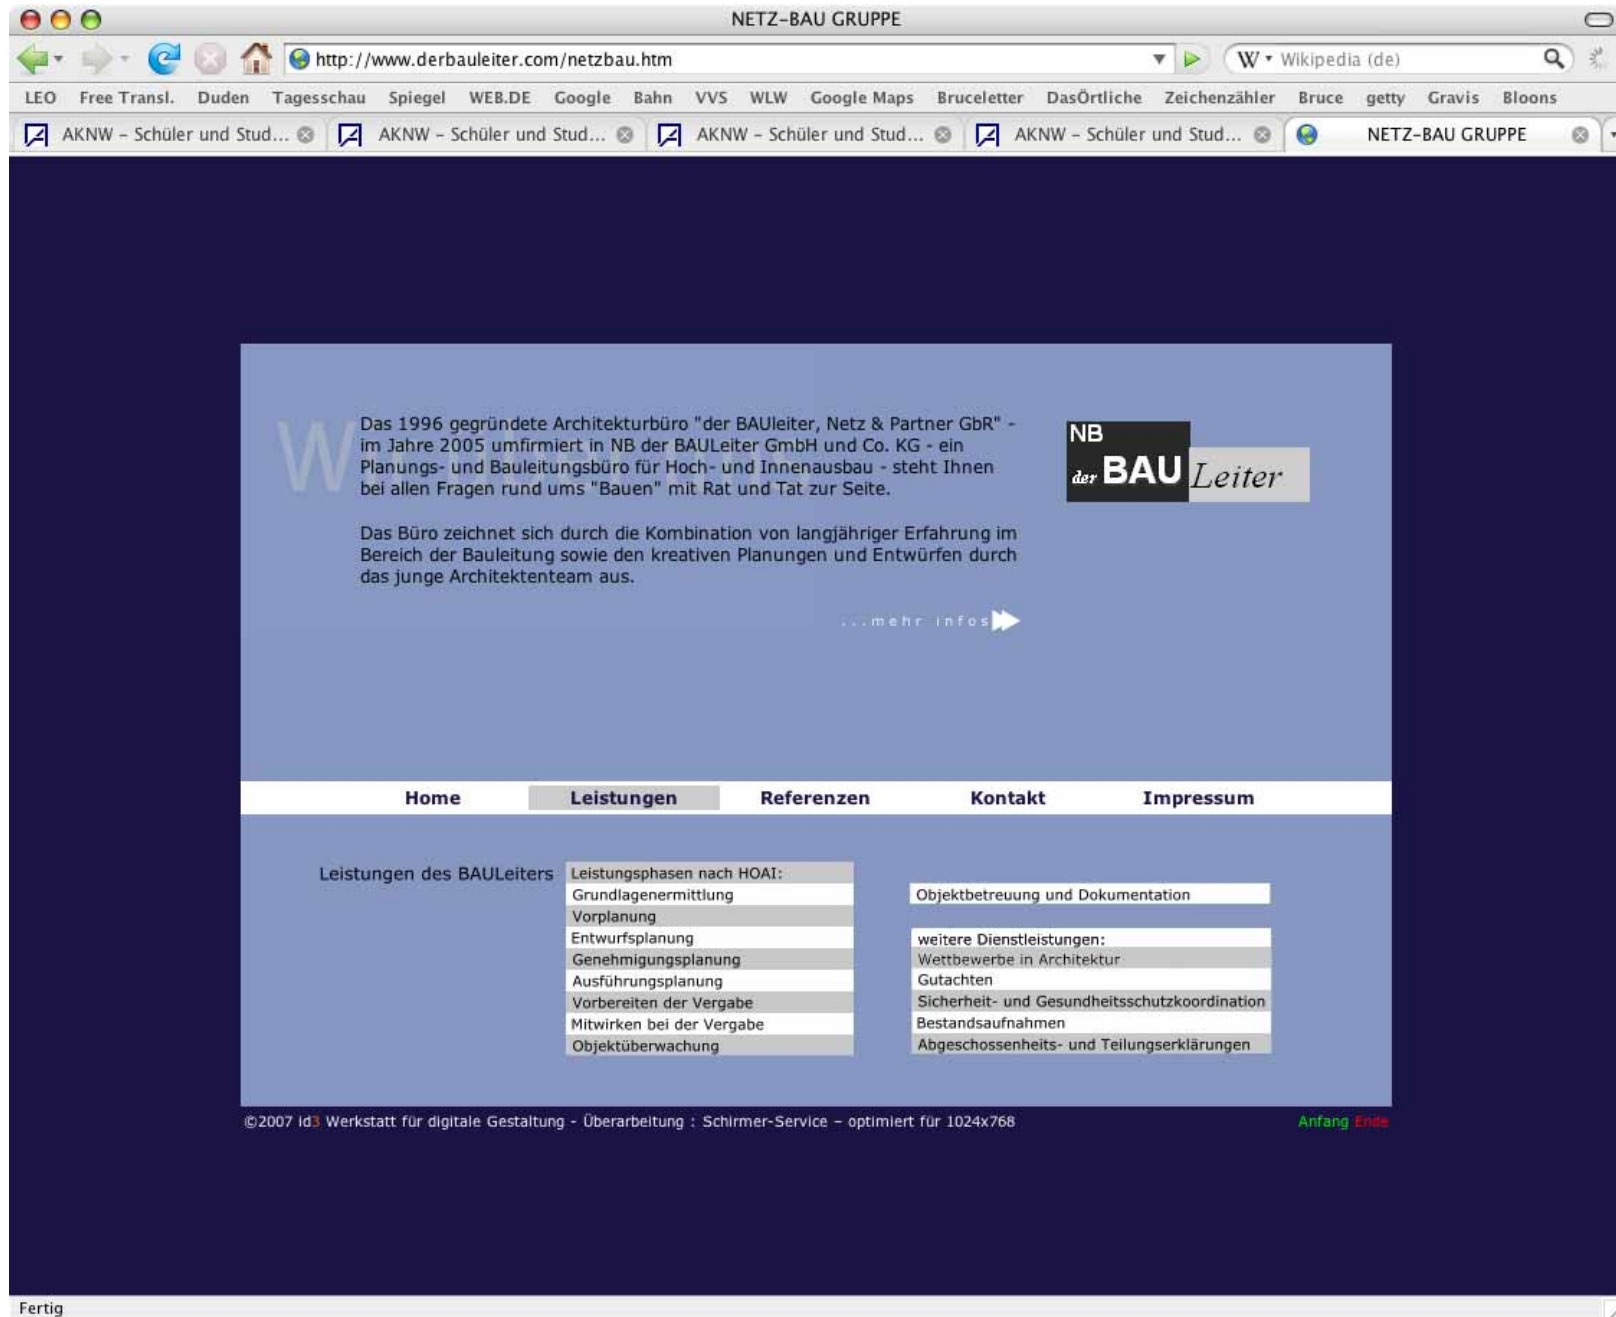 NETZ-BAU GRUPPE
http://www.derbauleiter.com/netzbau.htm
W Wikipedia (de)
LEO Free Transl. Duden Tagesschau Spiegel WEB.DE Google Bahn VVS WLW Google Maps Bruceletter DasÖrtliche Zeichenzähler Bruce getty Gravis Bloons
AKNW – Schüler und Stud... AKNW – Schüler und Stud... AKNW – Schüler und Stud... AKNW – Schüler und Stud... NETZ-BAU GRUPPE
Das 1996 gegründete Architekturbüro "der BAUleiter, Netz & Partner GbR" -
im Jahre 2005 umfirmiert in NB der BAULeiter GmbH und Co. KG - ein
Planungs- und Bauleitungsbüro für Hoch- und Innenausbau - steht Ihnen
bei allen Fragen rund ums "Bauen" mit Rat und Tat zur Seite.
Das Büro zeichnet sich durch die Kombination von langjähriger Erfahrung im
Bereich der Bauleitung sowie den kreativen Planungen und Entwürfen durch
das junge Architektenteam aus.
...mehr infos
NB
der BAU Leiter
Home Leistungen Referenzen Kontakt Impressum
Leistungen des BAULeiters
Leistungsphasen nach HOAI:
Grundlagenermittlung
Vorplanung
Entwurfsplanung
Genehmigungsplanung
Ausführungsplanung
Vorbereiten der Vergabe
Mitwirken bei der Vergabe
Objektüberwachung
Objektbetreuung und Dokumentation
weitere Dienstleistungen:
Wettbewerbe in Architektur
Gutachten
Sicherheit- und Gesundheitsschutzkoordination
Bestandsaufnahmen
Abgeschossenheits- und Teilungserklärungen
©2007 id3 Werkstatt für digitale Gestaltung - Überarbeitung : Schirmer-Service – optimiert für 1024x768
Anfang Ende
Fertig